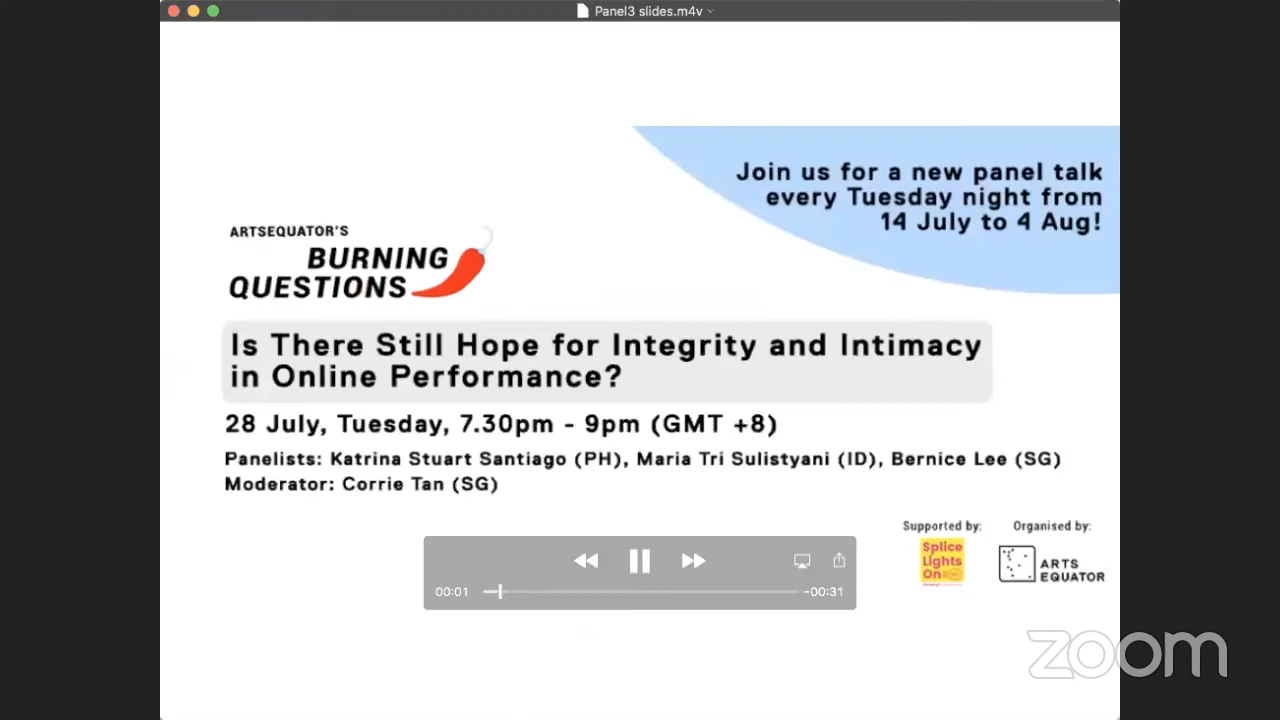 Panel3 slides.m4v
Join us for a new panel talk
every Tuesday night from
14 July to 4 Aug!
ARTSEQUATOR'S
BURNING
QUESTIONS
Is There Still Hope for Integrity and Intimacy
in Online Performance?
28 July, Tuesday, 7.30pm - 9pm (GMT +8)
Panelists: Katrina Stuart Santiago (PH), Maria Tri Sulistyani (ID), Bernice Lee (SG)
Moderator: Corrie Tan (SG)
Supported by:
Organised by:
Splice
Lights
On
ARTS
EQUATOR
00:01
-00:31
zoom